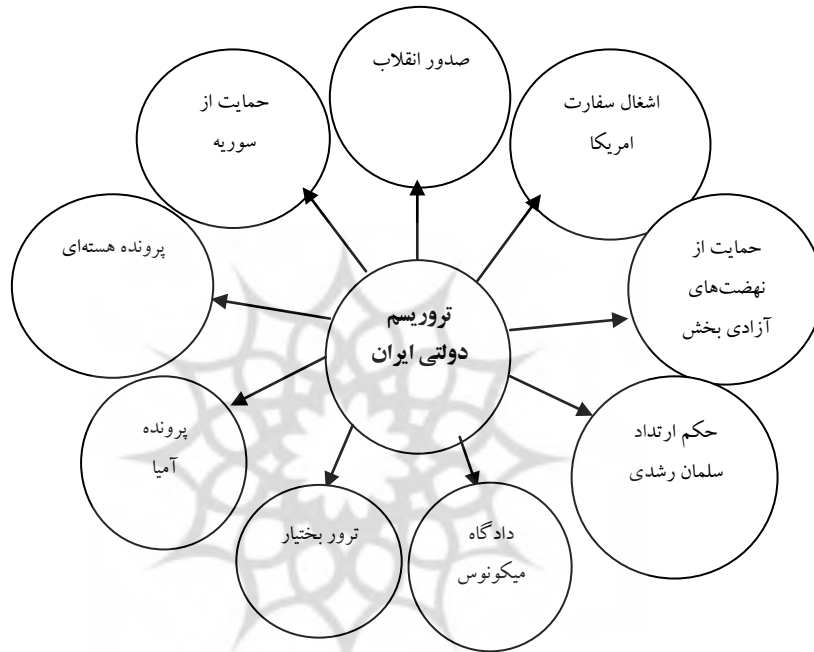 صدور انقلاب
اشغال سفارت
امریکا
حمایت از
نهضت‌های
آزادی بخش
حکم ارتداد
سلمان رشدی
دادگاه
میکونوس
ترور بختیار
پرونده
آمیا
پرونده هسته‌ای
حمایت از
سوریه
تروریسم
دولتی ایران